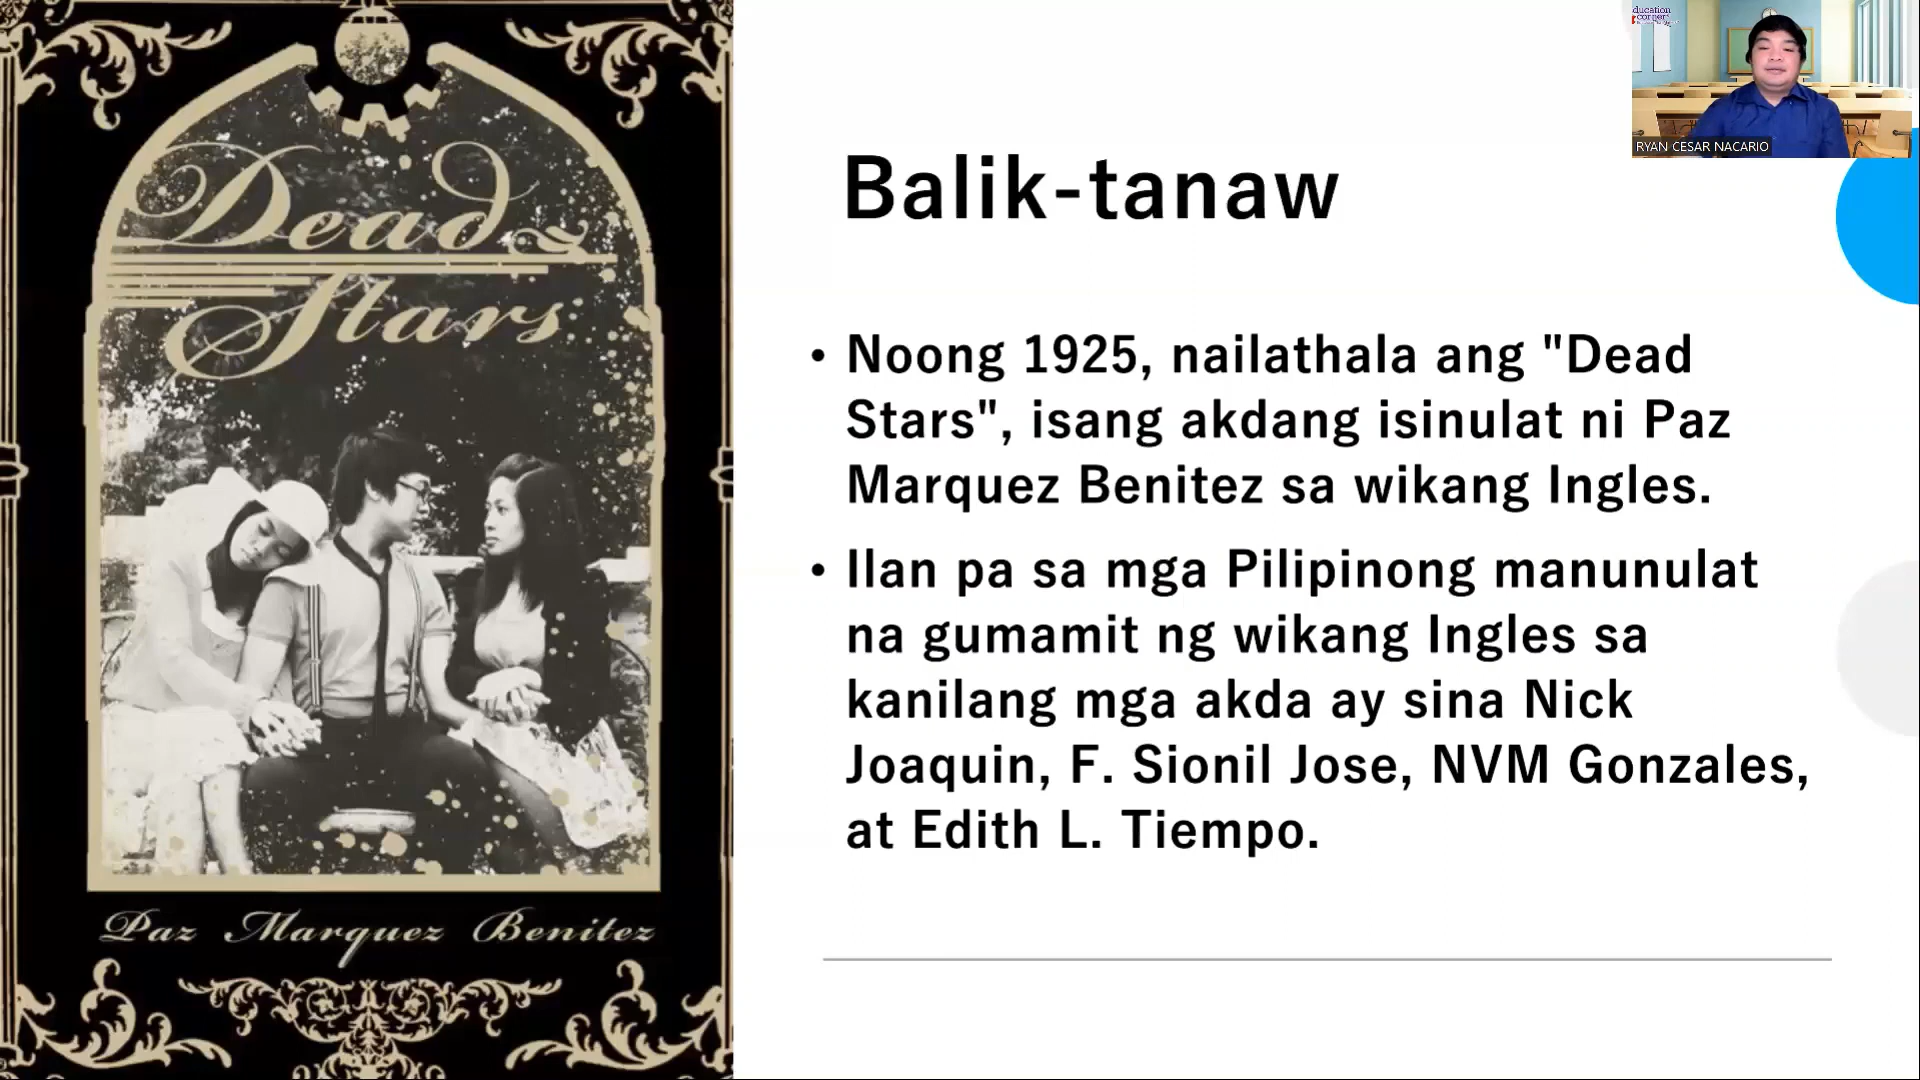 Dead
Stars
Paz Marquez Benitez
Balik-tanaw
• Noong 1925, nailathala ang "Dead
Stars", isang akdang isinulat ni Paz
Marquez Benitez sa wikang Ingles.
• Ilan pa sa mga Pilipinong manunulat
na gumamit ng wikang Ingles sa
kanilang mga akda ay sina Nick
Joaquin, F. Sionil Jose, NVM Gonzales,
at Edith L. Tiempo.
ducation
corner
RYAN CESAR NACARIO